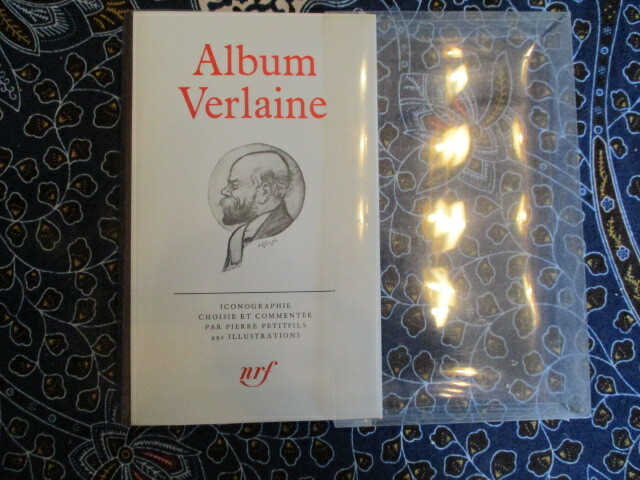 Album
Verlaine
ICONOGRAPHIE
CHOISIE ET COMMENTÉE
PAR PIERRE PETITFILS
491 ILLUSTRATIONS
nrf